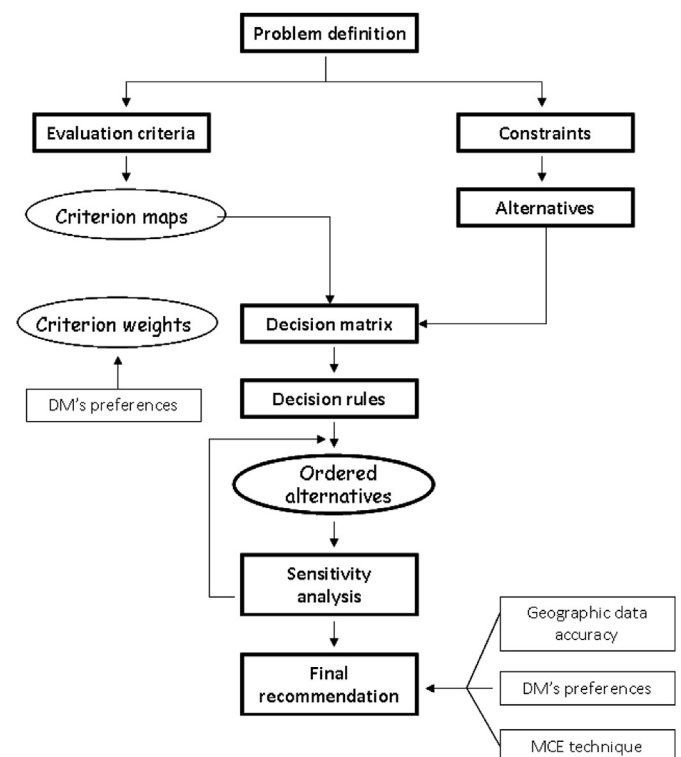 Problem definition
Evaluation criteria
Constraints
Criterion maps
Alternatives
Criterion weights
Decision matrix
DM's preferences
Decision rules
Ordered
alternatives
Sensitivity
analysis
Geographic data
accuracy
Final
recommendation
DM's preferences
MCE technique